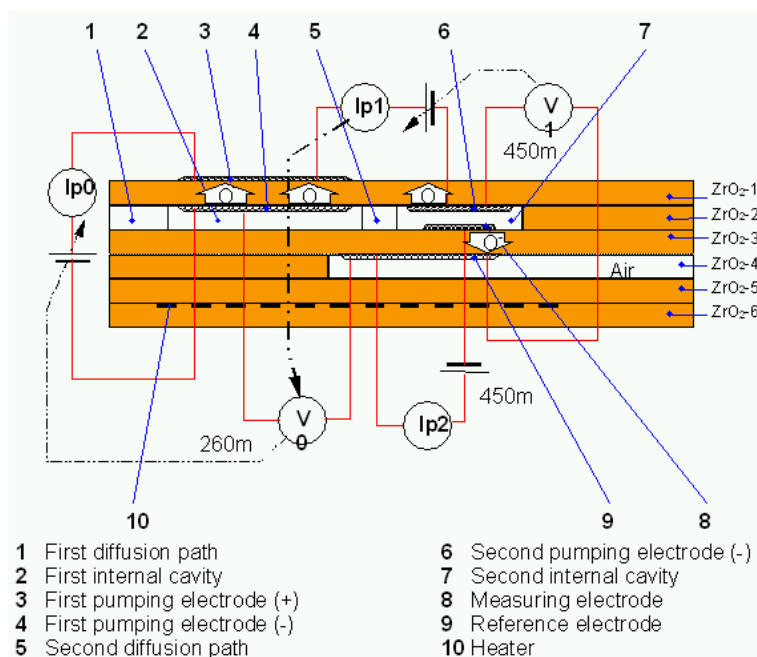 1 2 3 4 5 6 7
Ip1
V
1
450m
Ip0
O
O
O
O
ZrO₂-1
ZrO₂-2
ZrO₂-3
ZrO₂-4
ZrO₂-5
ZrO₂-6
Air
V
0
260m
Ip2
450m
10 9 8
1 First diffusion path
2 First internal cavity
3 First pumping electrode (+)
4 First pumping electrode (-)
5 Second diffusion path
6 Second pumping electrode (-)
7 Second internal cavity
8 Measuring electrode
9 Reference electrode
10 Heater